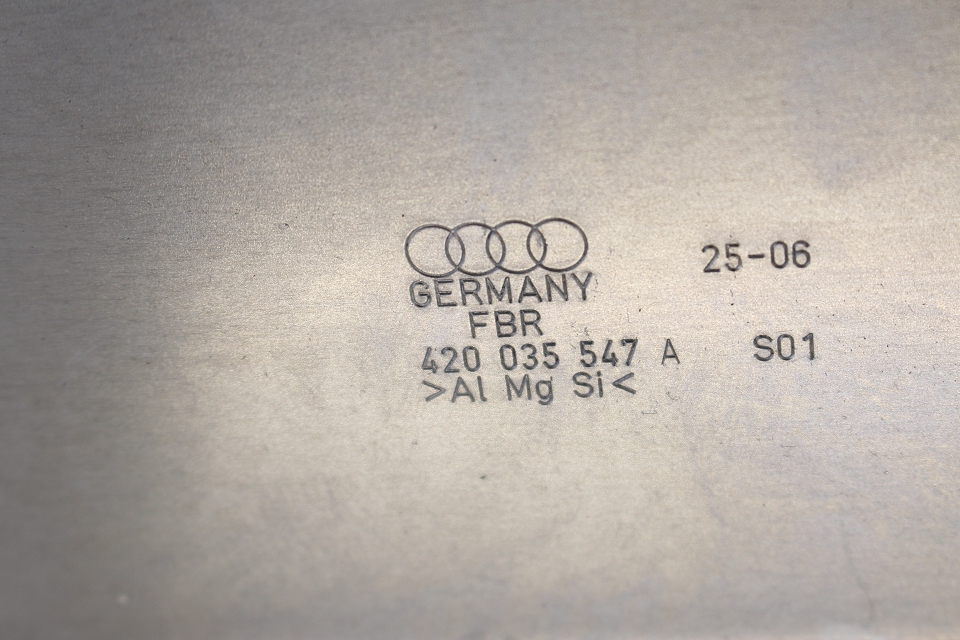 GERMANY
FBR
420 035 547 A
>Al Mg Si<
25-06
S01